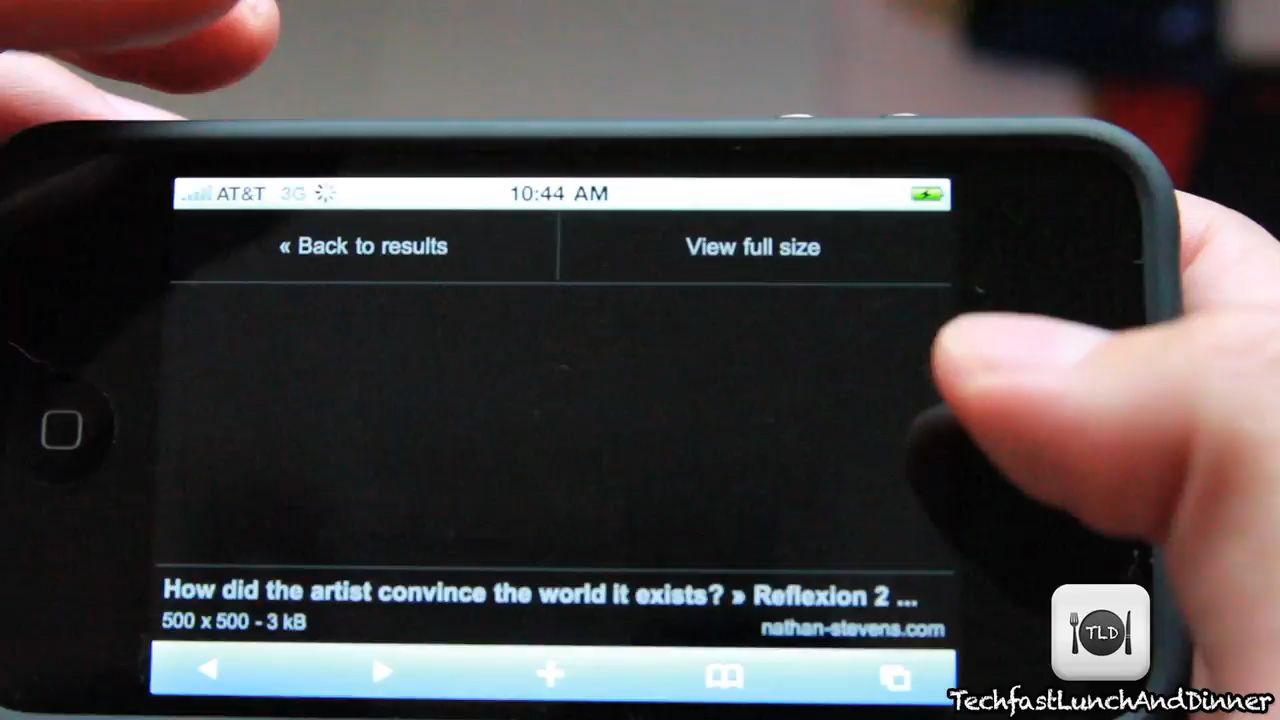 AT&T 3G 10:44 AM
« Back to results View full size
How did the artist convince the world it exists? » Reflexion 2 ...
500 x 500 - 3 kB nathan-stevens.com
TLD
TechfastLunchAndDinner